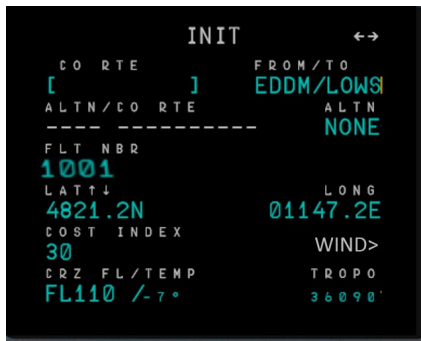 INIT ↔
CO RTE FROM/TO
[ ] EDDM/LOWS
ALTN/CO RTE ALTN
---- ---------- NONE
FLT NBR
1001
LAT↑↓ LONG
4821.2N 01147.2E
COST INDEX
30 WIND>
CRZ FL/TEMP TROPO
FL110 /-7° 36090